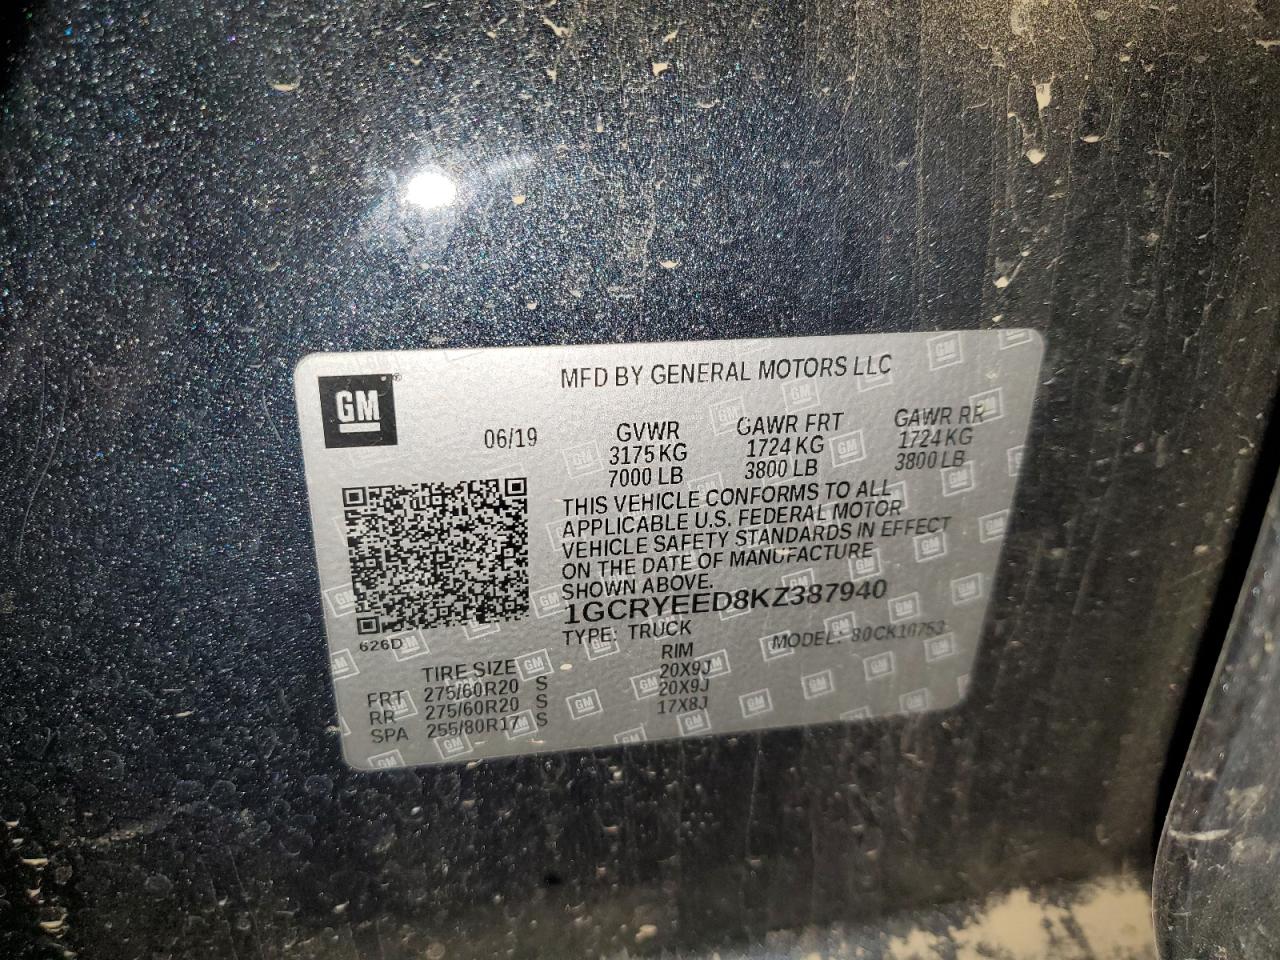 GM
MFD BY GENERAL MOTORS LLC
06/19
GVWR GAWR FRT GAWR RR
3175 KG 1724 KG 1724 KG
7000 LB 3800 LB 3800 LB
THIS VEHICLE CONFORMS TO ALL
APPLICABLE U.S. FEDERAL MOTOR
VEHICLE SAFETY STANDARDS IN EFFECT
ON THE DATE OF MANUFACTURE
SHOWN ABOVE.
1GCRYEED8KZ387940
626D
TYPE: TRUCK MODEL:
TIRE SIZE RIM
FRT 275/60R20 S 20X9J
RR 275/60R20 S 20X9J
SPA 255/80R17 S 17X8J